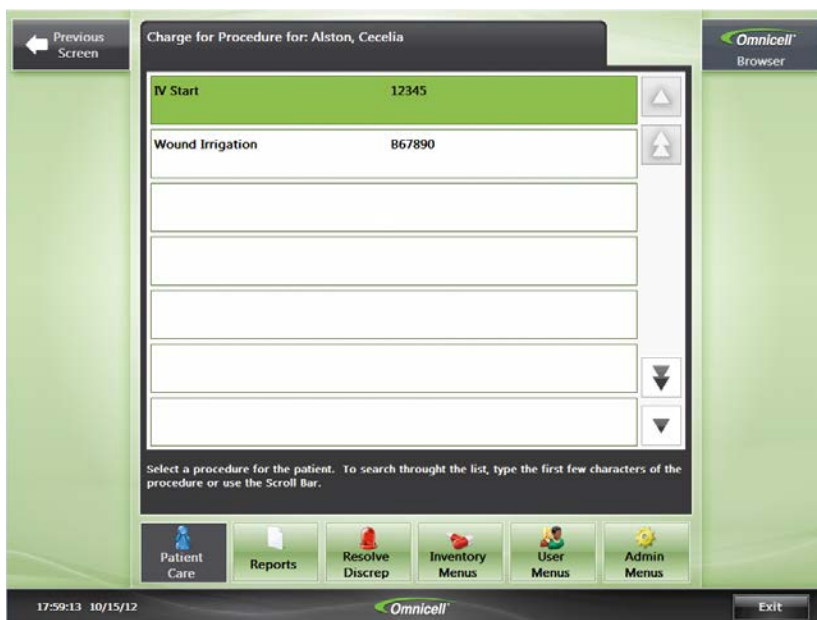 Previous
Screen
Charge for Procedure for: Alston, Cecelia
Omnicell
Browser
IV Start 12345
Wound Irrigation B67890
Select a procedure for the patient. To search throught the list, type the first few characters of the
procedure or use the Scroll Bar.
Patient
Care
Reports
Resolve
Discrep
Inventory
Menus
User
Menus
Admin
Menus
17:59:13 10/15/12
Omnicell
Exit